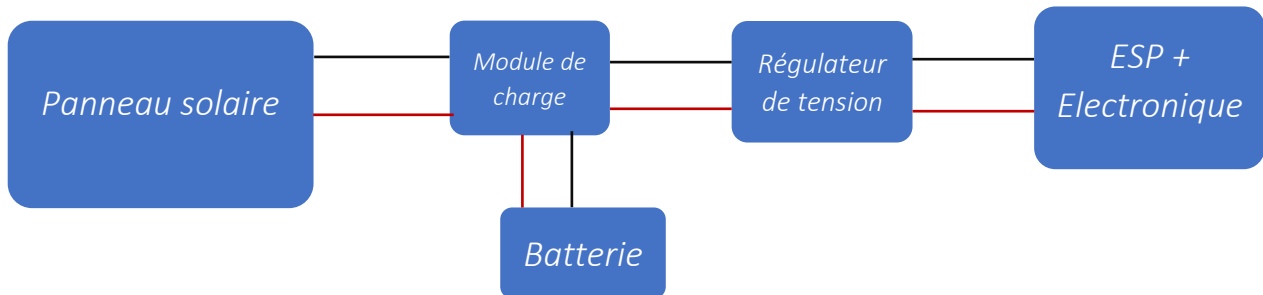 Panneau solaire
Module de
charge
Régulateur
de tension
ESP +
Electronique
Batterie